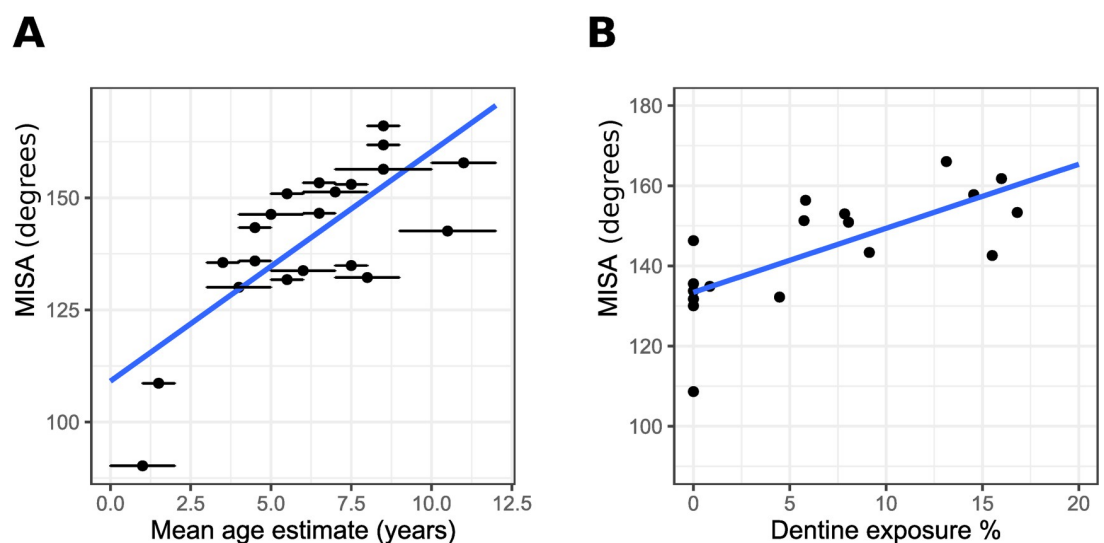 A
MISA (degrees)
150
125
100
0.0 2.5 5.0 7.5 10.0 12.5
Mean age estimate (years)
B
MISA (degrees)
180
160
140
120
100
0 5 10 15 20
Dentine exposure %